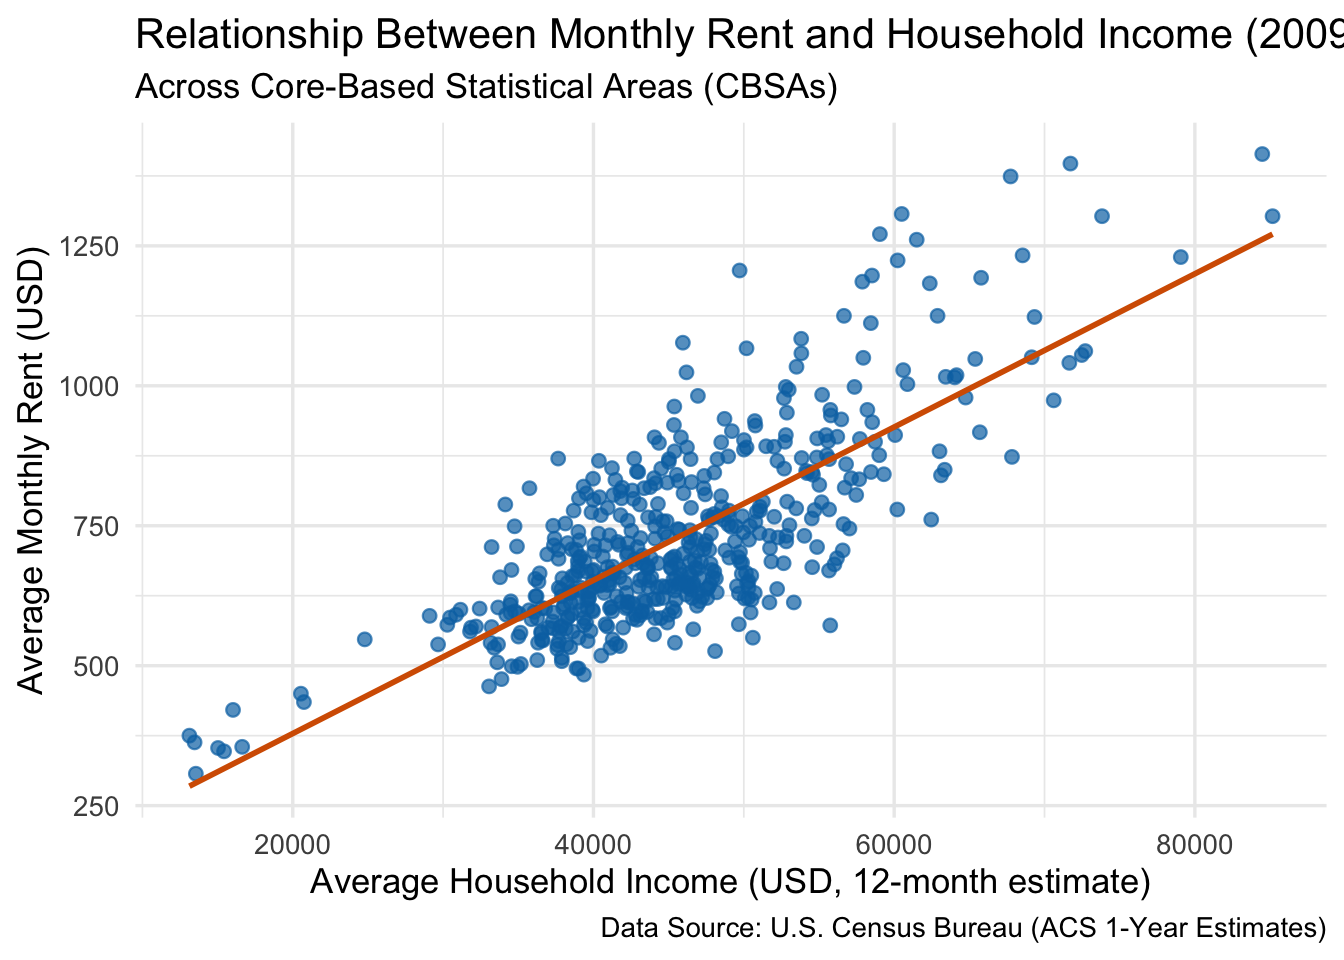 Relationship Between Monthly Rent and Household Income (2009
Across Core-Based Statistical Areas (CBSAs)
Average Monthly Rent (USD)
1250
1000
750
500
250
20000 40000 60000 80000
Average Household Income (USD, 12-month estimate)
Data Source: U.S. Census Bureau (ACS 1-Year Estimates)